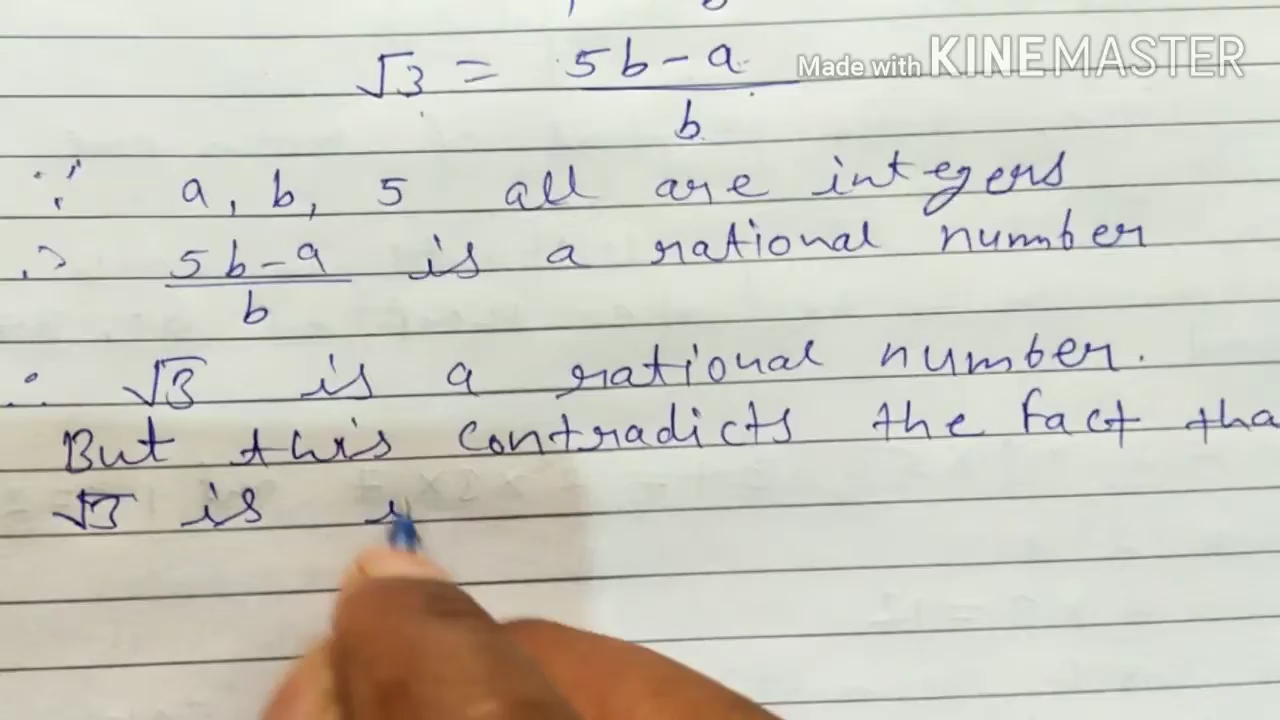 √3 = 5b-a/b
Made with KINEMASTER
∵ a, b, 5 all are integers
∴ 5b-a/b is a rational number
∴ √3 is a rational number.
But this contradicts the fact tha
√3 is